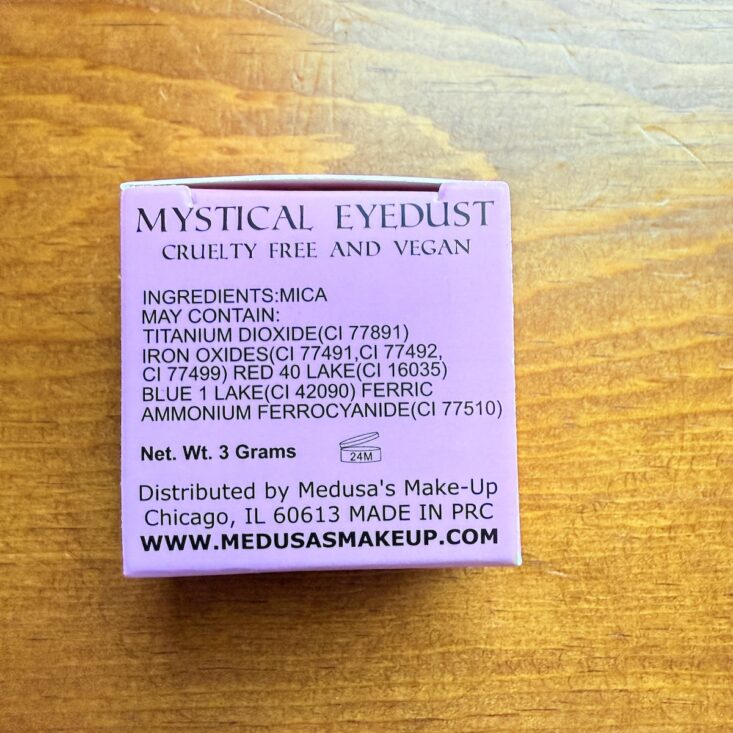 MYSTICAL EYEDUST
CRUELTY FREE AND VEGAN
INGREDIENTS:MICA
MAY CONTAIN:
TITANIUM DIOXIDE(CI 77891)
IRON OXIDES(CI 77491,CI 77492,
CI 77499) RED 40 LAKE(CI 16035)
BLUE 1 LAKE(CI 42090) FERRIC
AMMONIUM FERROCYANIDE(CI 77510)
Net. Wt. 3 Grams
24M
Distributed by Medusa's Make-Up
Chicago, IL 60613 MADE IN PRC
WWW.MEDUSASMAKEUP.COM